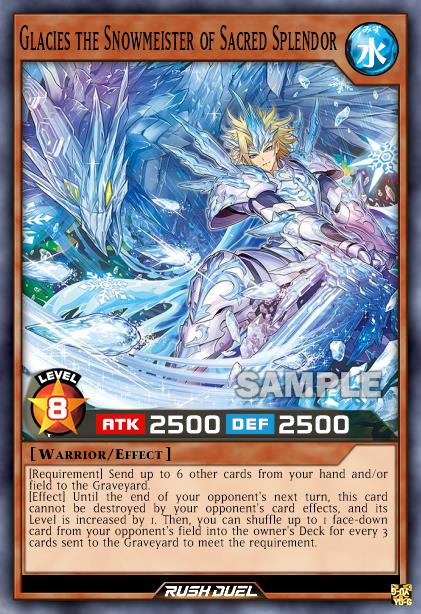 Glacies the Snowmeister of Sacred Splendor
みず
水
SAMPLE
LEVEL
8
ATK 2500 DEF 2500
[Warrior/Effect]
[Requirement] Send up to 6 other cards from your hand and/or
field to the Graveyard.
[Effect] Until the end of your opponent's next turn, this card
cannot be destroyed by your opponent's card effects, and its
Level is increased by 1. Then, you can shuffle up to 1 face-down
card from your opponent's field into the owner's Deck for every 3
cards sent to the Graveyard to meet the requirement.
RUSH DUEL